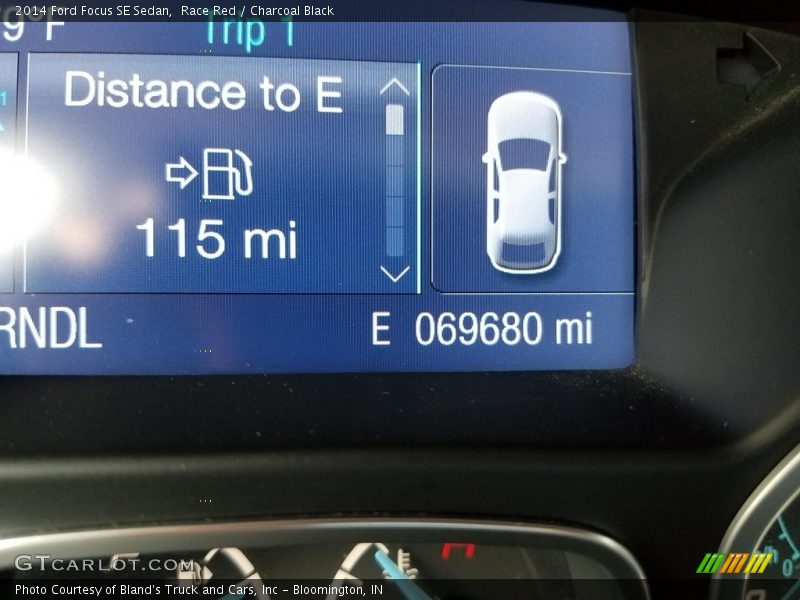 2014 Ford Focus SE Sedan,  Race Red / Charcoal Black
9°F
Trip 1
Distance to E
115 mi
RNDL
E 069680 mi
GTCARLOT.COM
Photo Courtesy of Bland's Truck and Cars, Inc - Bloomington, IN